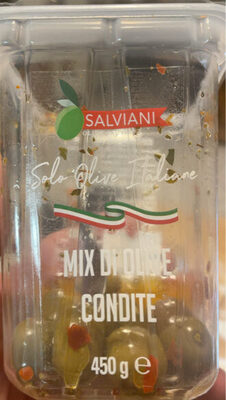 SALVIANI
Solo Olive Italiane
MIX DI OLIVE
CONDITE
450 g e